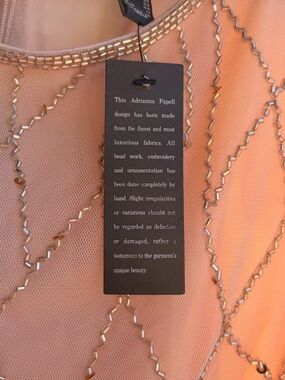 This Adrianna Papell
design has been made
from the finest and most
luxurious fabrics. All
bead work, embroidery
and ornamentation has
been done completely by
hand. Slight irregularities
or variations should not
be regarded as defective
or damaged, rather a
testament to the garment's
unique beauty.